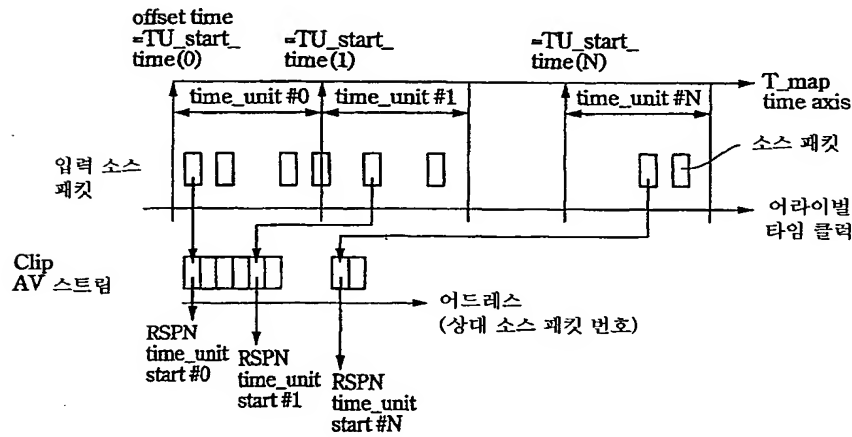 offset time
=TU_start_
time(0)
=TU_start_
time(1)
=TU_start_
time(N)
T_map
time axis
time_unit #0
time_unit #1
time_unit #N
입력 소스
패킷
소스 패킷
어라이벌
타임 클럭
Clip
AV 스트림
어드레스
(상대 소스 패킷 번호)
RSPN
time_unit
start #0
RSPN
time_unit
start #1
RSPN
time_unit
start #N